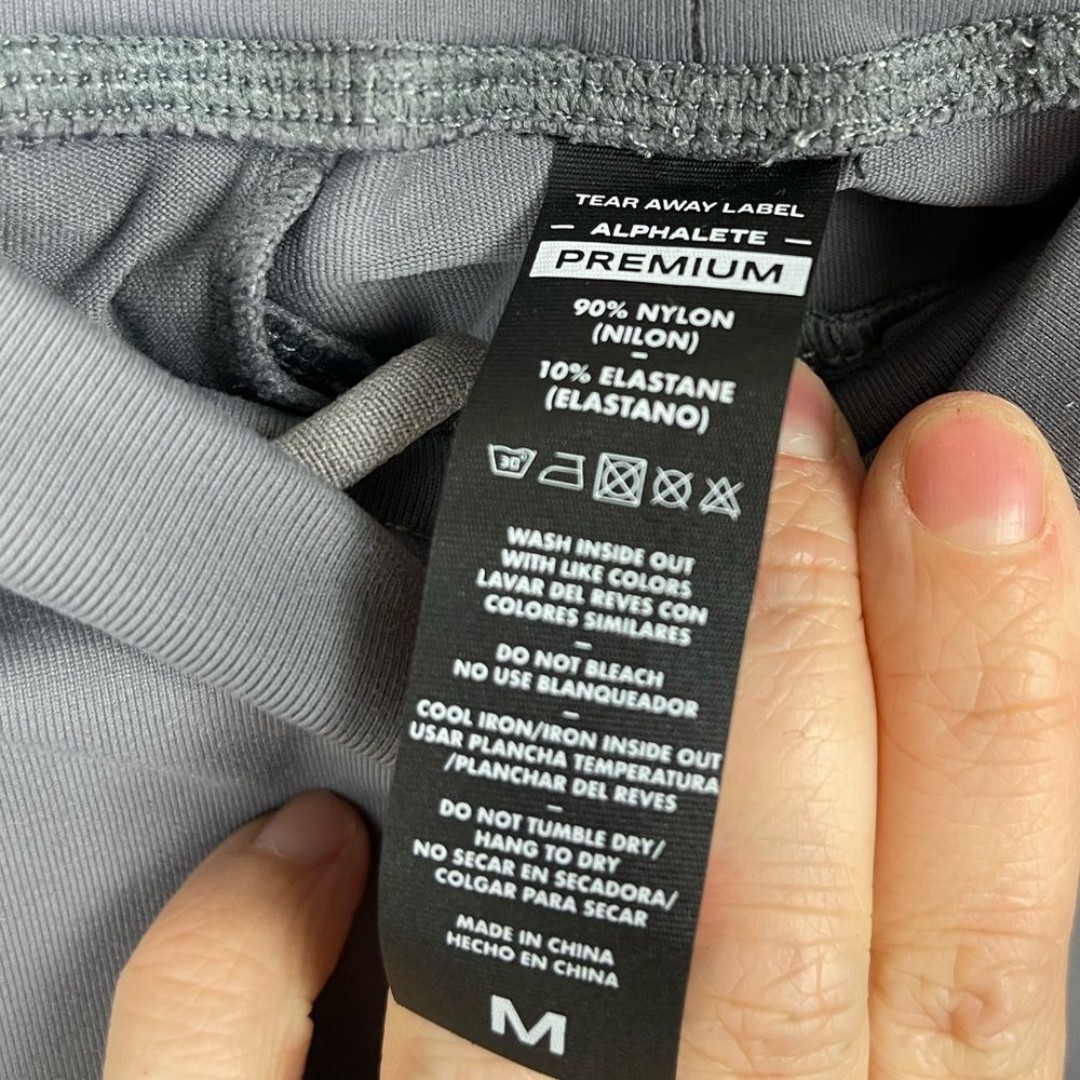 TEAR AWAY LABEL
— ALPHALETE —
PREMIUM
90% NYLON
(NILON)
–
10% ELASTANE
(ELASTANO)
30°
WASH INSIDE OUT
WITH LIKE COLORS
LAVAR DEL REVES CON
COLORES SIMILARES
–
DO NOT BLEACH
NO USE BLANQUEADOR
–
COOL IRON/IRON INSIDE OUT
USAR PLANCHA TEMPERATURA
/PLANCHAR DEL REVES
–
DO NOT TUMBLE DRY/
HANG TO DRY
NO SECAR EN SECADORA/
COLGAR PARA SECAR
MADE IN CHINA
HECHO EN CHINA
M